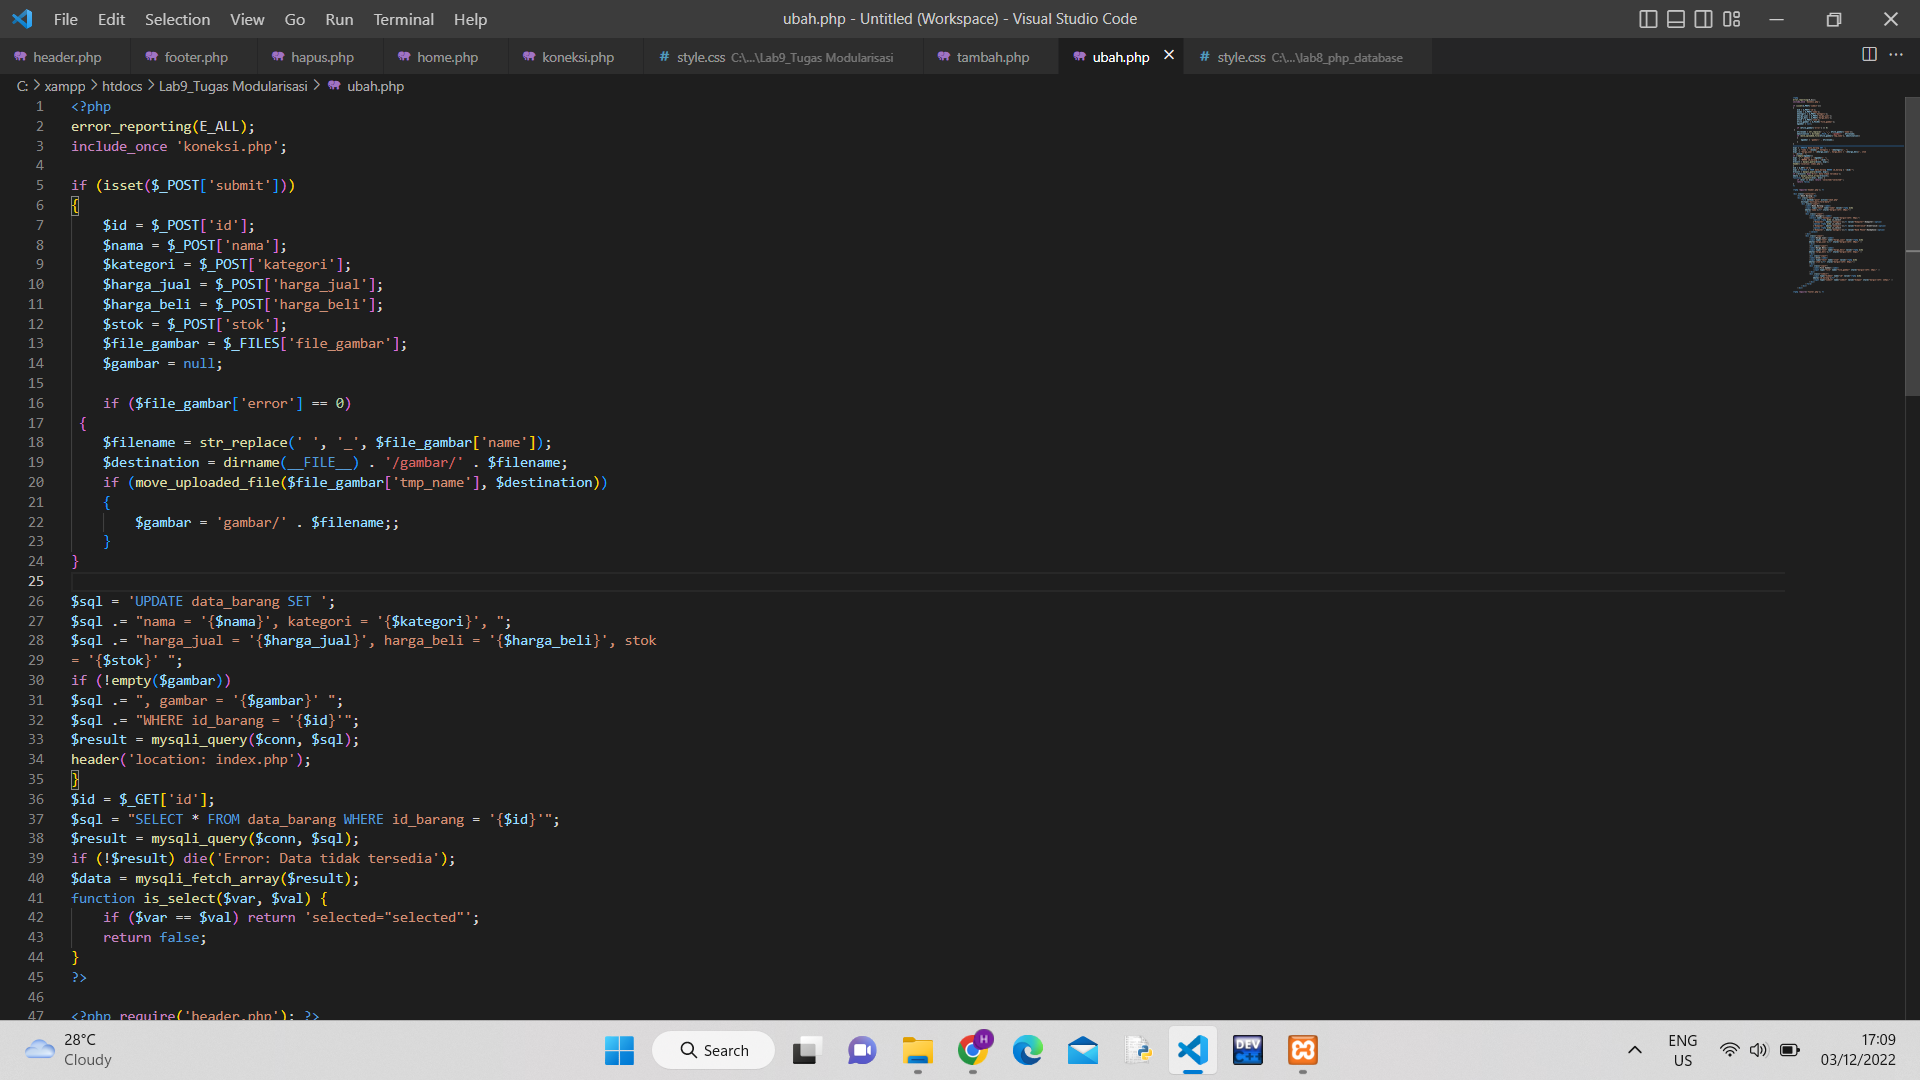 File Edit Selection View Go Run Terminal Help
ubah.php - Untitled (Workspace) - Visual Studio Code
header.php footer.php hapus.php home.php koneksi.php style.css C:\...\Lab9_Tugas Modularisasi tambah.php ubah.php style.css C:\...\lab8_php_database
C: > xampp > htdocs > Lab9_Tugas Modularisasi > ubah.php
1 <?php
2 error_reporting(E_ALL);
3 include_once 'koneksi.php';
4
5 if (isset($_POST['submit']))
6 {
7     $id = $_POST['id'];
8     $nama = $_POST['nama'];
9     $kategori = $_POST['kategori'];
10     $harga_jual = $_POST['harga_jual'];
11     $harga_beli = $_POST['harga_beli'];
12     $stok = $_POST['stok'];
13     $file_gambar = $_FILES['file_gambar'];
14     $gambar = null;
15
16     if ($file_gambar['error'] == 0)
17  {
18     $filename = str_replace(' ', '_', $file_gambar['name']);
19     $destination = dirname(__FILE__) . '/gambar/' . $filename;
20     if (move_uploaded_file($file_gambar['tmp_name'], $destination))
21     {
22         $gambar = 'gambar/' . $filename;;
23     }
24 }
25
26 $sql = 'UPDATE data_barang SET ';
27 $sql .= "nama = '{$nama}', kategori = '{$kategori}', ";
28 $sql .= "harga_jual = '{$harga_jual}', harga_beli = '{$harga_beli}', stok
29 = '{$stok}' ";
30 if (!empty($gambar))
31 $sql .= ", gambar = '{$gambar}' ";
32 $sql .= "WHERE id_barang = '{$id}'";
33 $result = mysqli_query($conn, $sql);
34 header('location: index.php');
35 }
36 $id = $_GET['id'];
37 $sql = "SELECT * FROM data_barang WHERE id_barang = '{$id}'";
38 $result = mysqli_query($conn, $sql);
39 if (!$result) die('Error: Data tidak tersedia');
40 $data = mysqli_fetch_array($result);
41 function is_select($var, $val) {
42     if ($var == $val) return 'selected="selected"';
43     return false;
44 }
45 ?>
46
47 <?php require('header.php'); ?>
28°C
Cloudy
Search
H
DEV
C++
ENG
US
17:09
03/12/2022